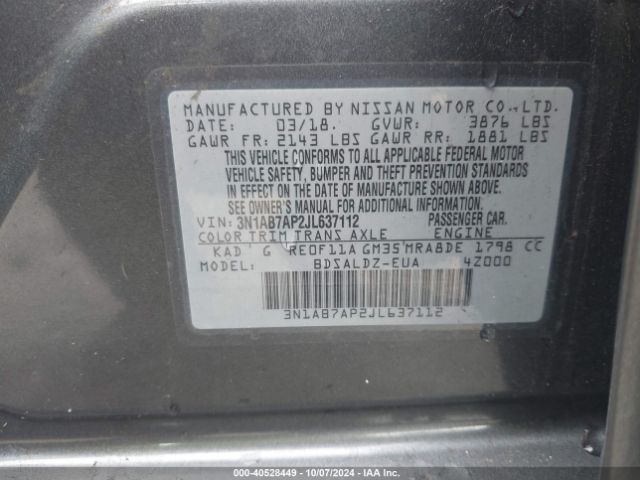 MANUFACTURED BY NISSAN MOTOR CO.,LTD.
DATE: 03/18. GVWR: 3876 LBS
GAWR FR: 2143 LBS GAWR RR: 1881 LBS
THIS VEHICLE CONFORMS TO ALL APPLICABLE FEDERAL MOTOR
VEHICLE SAFETY, BUMPER AND THEFT PREVENTION STANDARDS
IN EFFECT ON THE DATE OF MANUFACTURE SHOWN ABOVE.
SEE OWNER'S MANUAL FOR ADDITIONAL INFORMATION.
VIN: 3N1AB7AP2JL637112 PASSENGER CAR.
COLOR TRIM TRANS AXLE ENGINE
KAD G RE0F11A GM35 MRA8DE 1798 CC
MODEL: BDSALDZ-EUA 4Z000
3N1AB7AP2JL637112
000-40528449 - 10/07/2024 - IAA Inc.